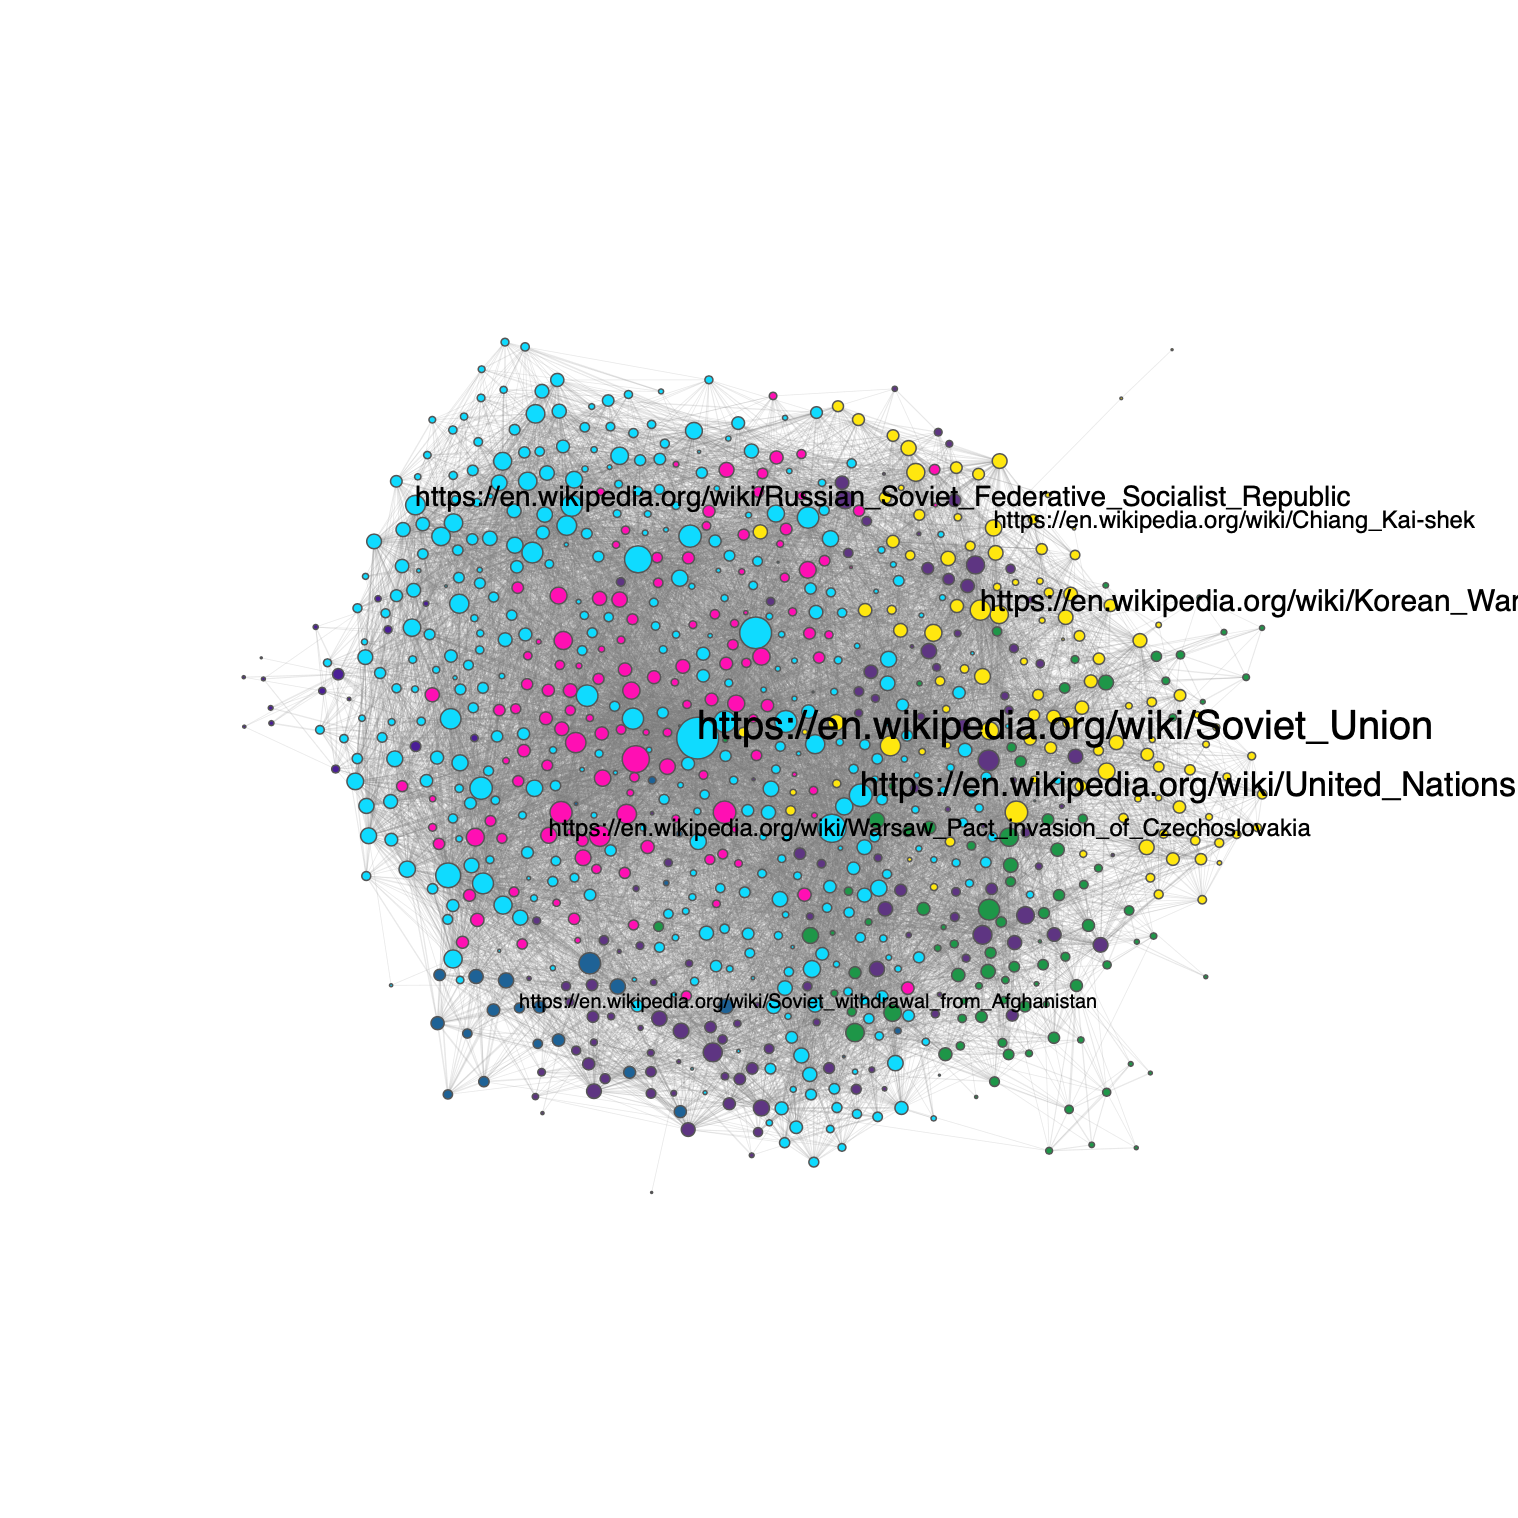 https://en.wikipedia.org/wiki/Russian_Soviet_Federative_Socialist_Republic
https://en.wikipedia.org/wiki/Chiang_Kai-shek
https://en.wikipedia.org/wiki/Korean_War
https://en.wikipedia.org/wiki/Soviet_Union
https://en.wikipedia.org/wiki/United_Nations
https://en.wikipedia.org/wiki/Warsaw_Pact_invasion_of_Czechoslovakia
https://en.wikipedia.org/wiki/Soviet_withdrawal_from_Afghanistan